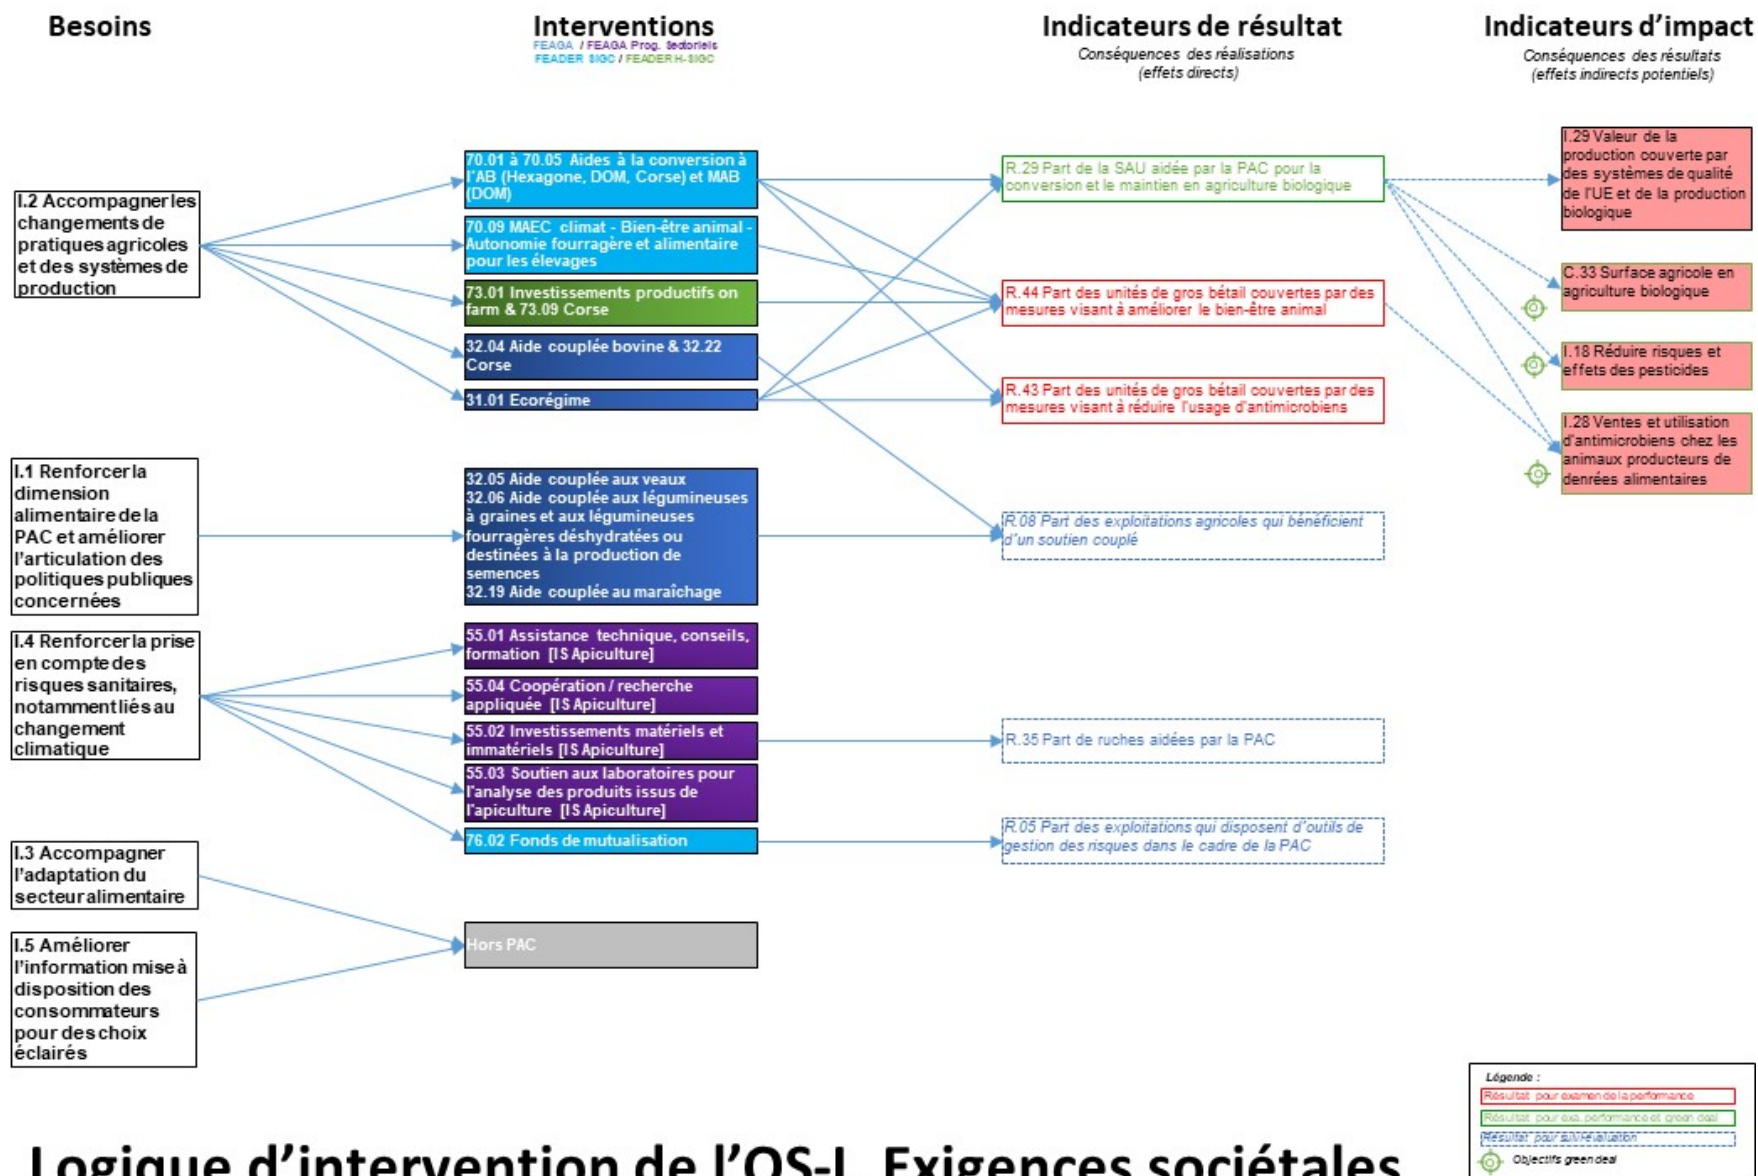 Besoins
Interventions
FEAGA / FEAGA Prog. Sectoriels
FEADER SIGC / FEADER H-SIGC
Indicateurs de résultat
Conséquences des réalisations
(effets directs)
Indicateurs d'impact
Conséquences des résultats
(effets indirects potentiels)
I.2 Accompagner les
changements de
pratiques agricoles
et des systèmes de
production
I.1 Renforcer la
dimension
alimentaire de la
PAC et améliorer
l'articulation des
politiques publiques
concernées
I.4 Renforcer la prise
en compte des
risques sanitaires,
notamment liés au
changement
climatique
I.3 Accompagner
l'adaptation du
secteur alimentaire
I.5 Améliorer
l'information mise à
disposition des
consommateurs
pour des choix
éclairés
70.01 à 70.05 Aides à la conversion à
l'AB (Hexagone, DOM, Corse) et MAB
(DOM)
70.09 MAEC climat - Bien-être animal -
Autonomie fourragère et alimentaire
pour les élevages
73.01 Investissements productifs on
farm & 73.09 Corse
32.04 Aide couplée bovine & 32.22
Corse
31.01 Ecorégime
32.05 Aide couplée aux veaux
32.06 Aide couplée aux légumineuses
à graines et aux légumineuses
fourragères déshydratées ou
destinées à la production de
semences
32.19 Aide couplée au maraîchage
55.01 Assistance technique, conseils,
formation [IS Apiculture]
55.04 Coopération / recherche
appliquée [IS Apiculture]
55.02 Investissements matériels et
immatériels [IS Apiculture]
55.03 Soutien aux laboratoires pour
l'analyse des produits issus de
l'apiculture [IS Apiculture]
76.02 Fonds de mutualisation
Hors PAC
R.29 Part de la SAU aidée par la PAC pour la
conversion et le maintien en agriculture biologique
R.44 Part des unités de gros bétail couvertes par des
mesures visant à améliorer le bien-être animal
R.43 Part des unités de gros bétail couvertes par des
mesures visant à réduire l'usage d'antimicrobiens
R.08 Part des exploitations agricoles qui bénéficient
d'un soutien couplé
R.35 Part de ruches aidées par la PAC
R.05 Part des exploitations qui disposent d'outils de
gestion des risques dans le cadre de la PAC
I.29 Valeur de la
production couverte par
des systèmes de qualité
de l'UE et de la production
biologique
C.33 Surface agricole en
agriculture biologique
I.18 Réduire risques et
effets des pesticides
I.28 Ventes et utilisation
d'antimicrobiens chez les
animaux producteurs de
denrées alimentaires
Légende :
Résultat pour examen de la performance
Résultat pour exa. performance et green deal
Résultat pour suivi-évaluation
Objectifs green deal
Logique d'intervention de l'OS-I Exigences sociétales